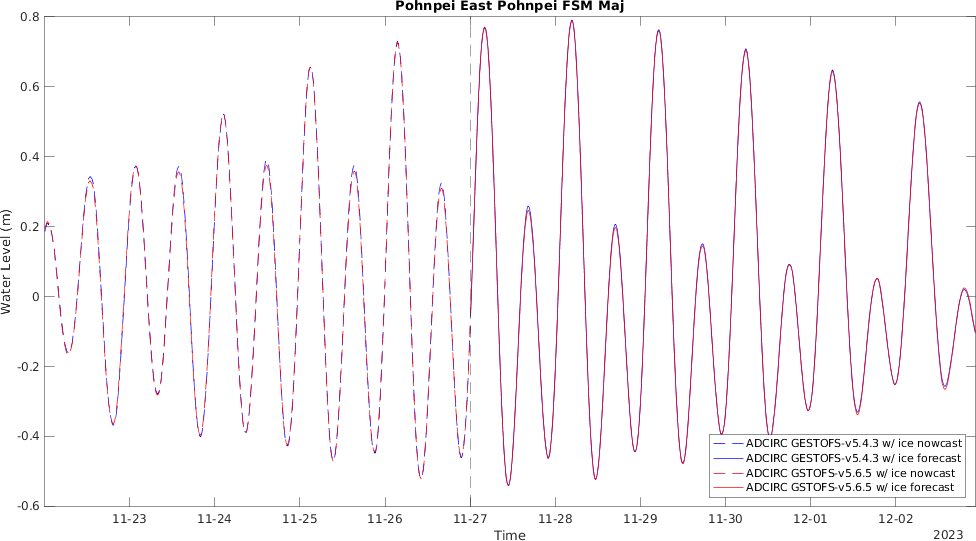 Pohnpei East Pohnpei FSM Maj
0.8
0.6
0.4
0.2
0
-0.2
-0.4
-0.6
Water Level (m)
ADCIRC GESTOFS-v5.4.3 w/ ice nowcast
ADCIRC GESTOFS-v5.4.3 w/ ice forecast
ADCIRC GSTOFS-v5.6.5 w/ ice nowcast
ADCIRC GSTOFS-v5.6.5 w/ ice forecast
11-23 11-24 11-25 11-26 11-27 11-28 11-29 11-30 12-01 12-02
Time
2023